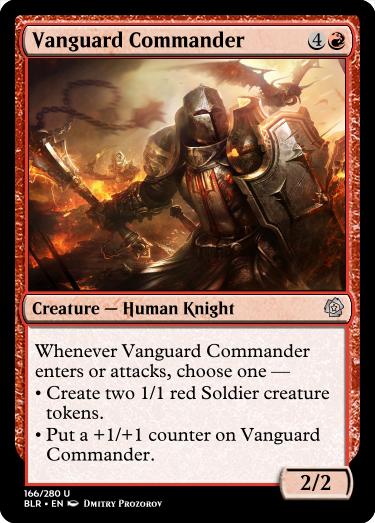 Vanguard Commander 4
Creature — Human Knight
Whenever Vanguard Commander
enters or attacks, choose one —
• Create two 1/1 red Soldier creature
tokens.
• Put a +1/+1 counter on Vanguard
Commander.
2/2
166/280 U
BLR • EN Dmitry Prozorov